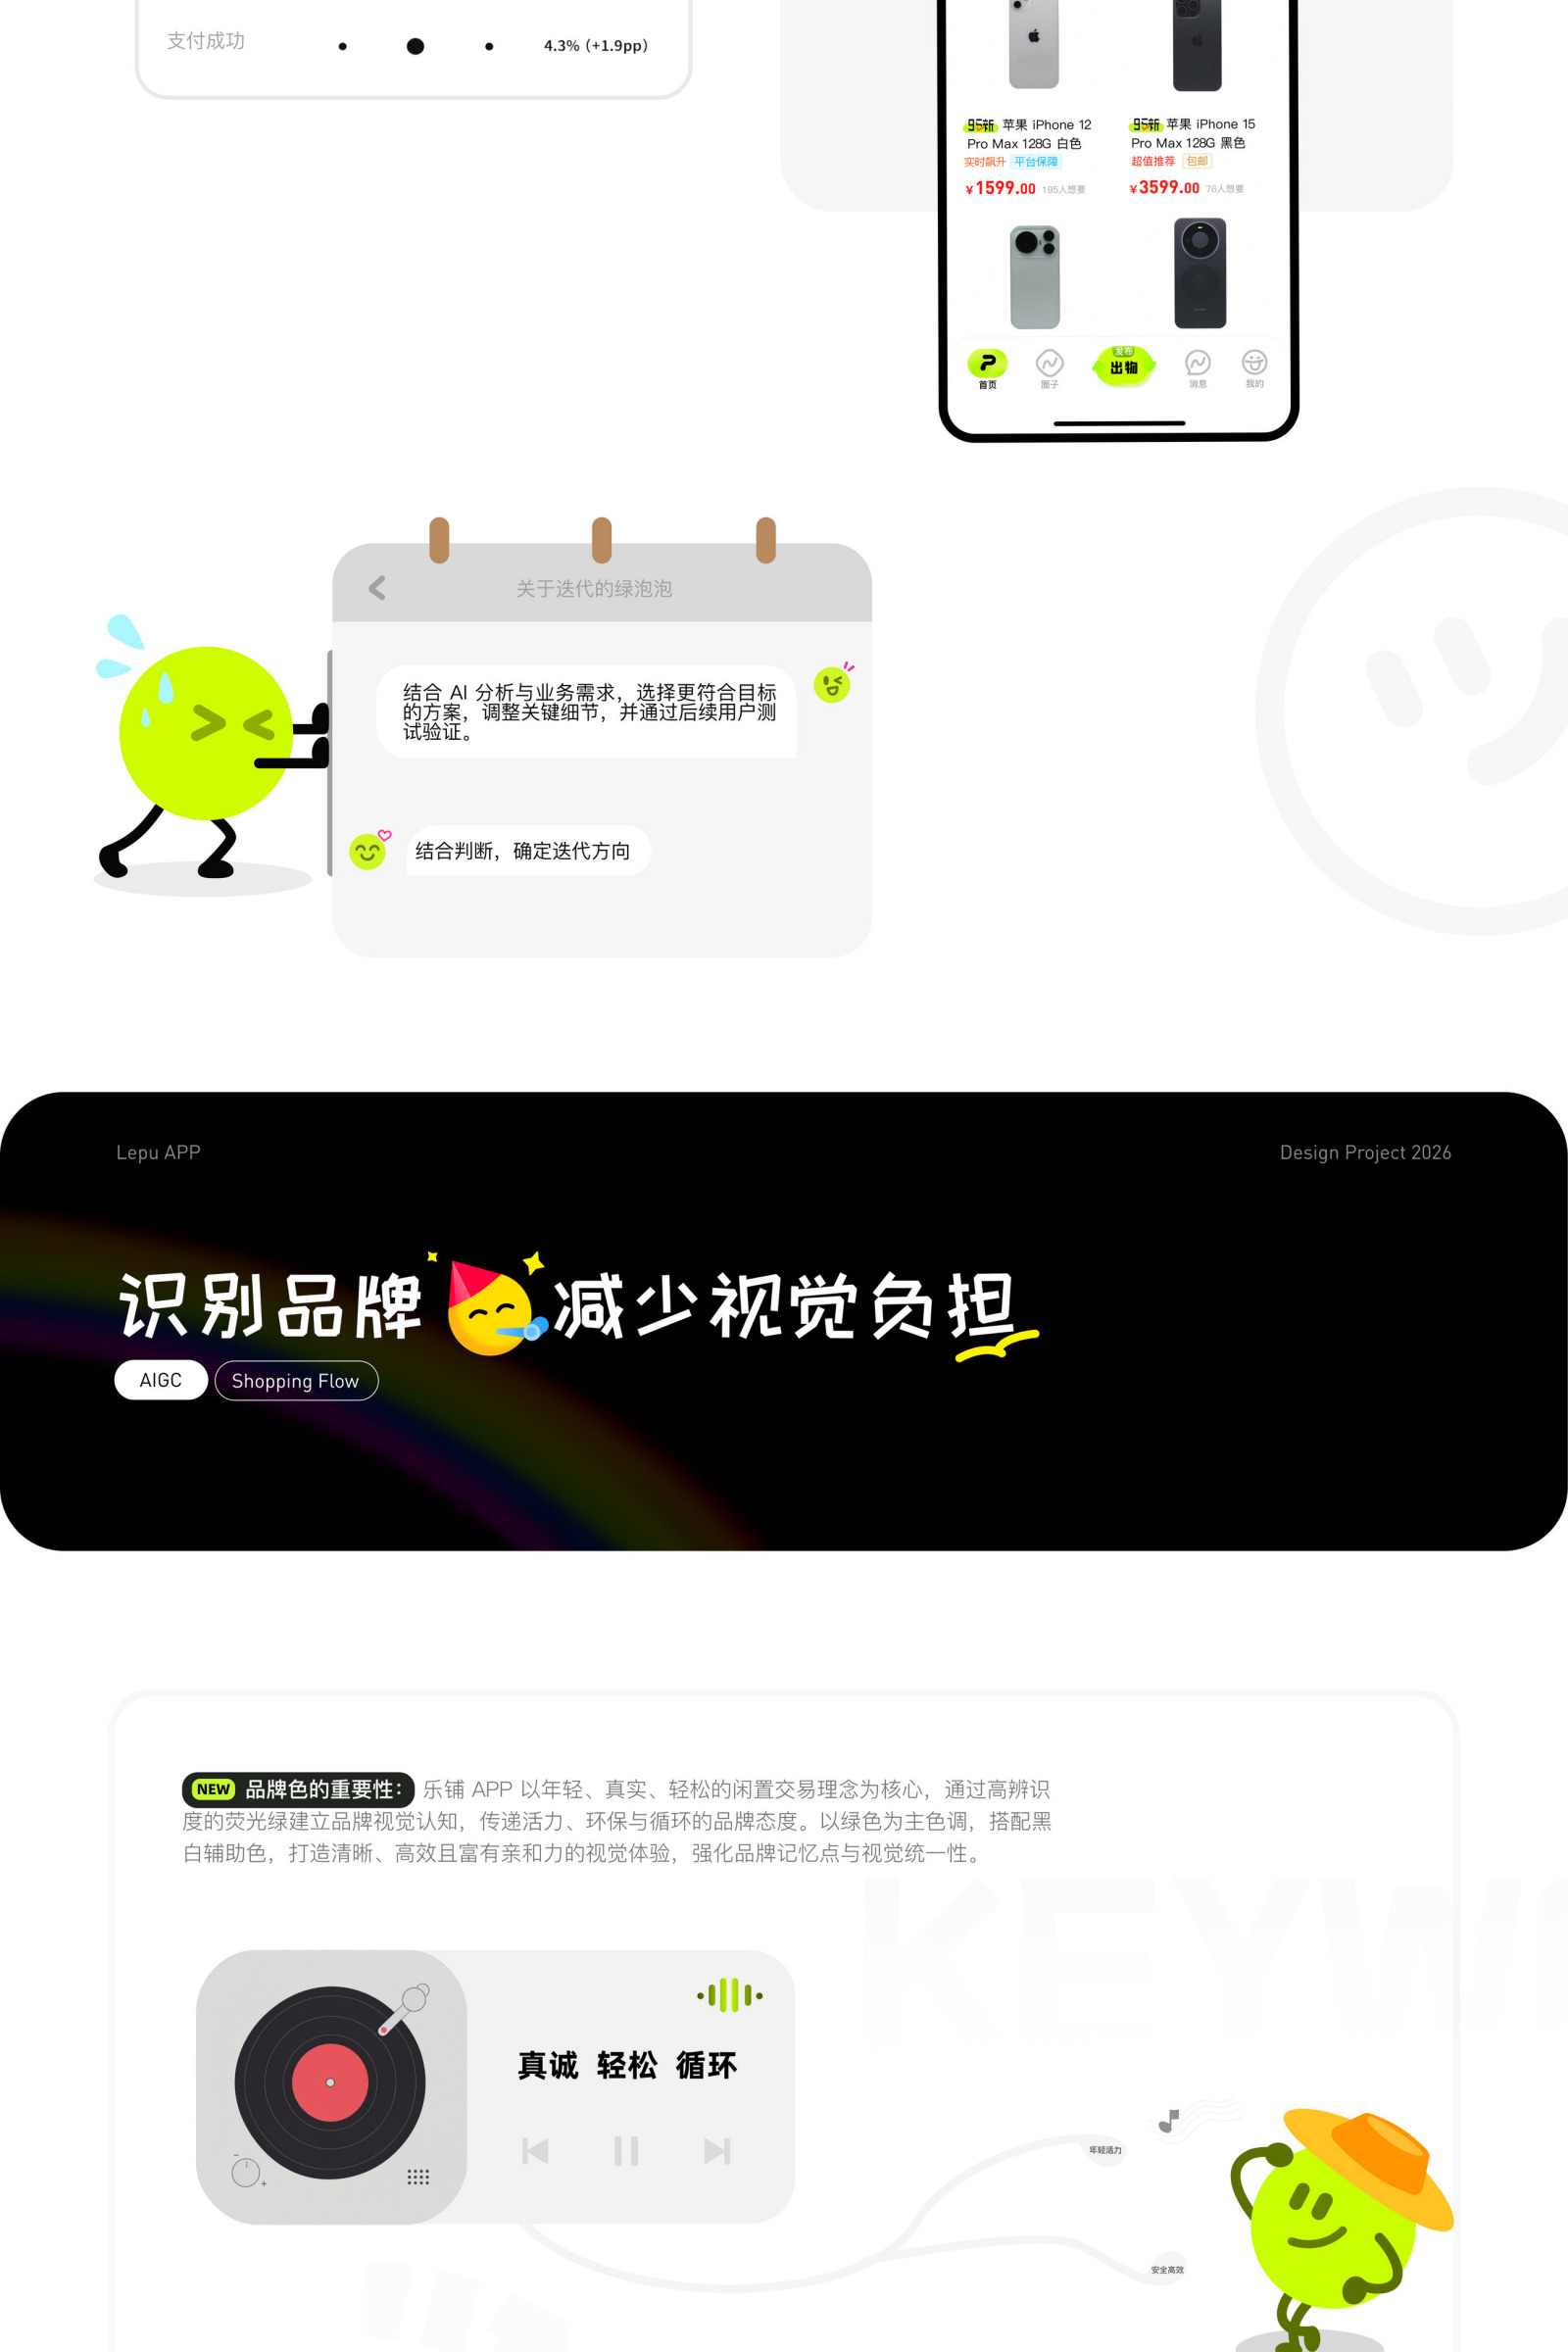 支付成功
4.3% (+1.9pp)
95新 苹果 iPhone 12
Pro Max 128G 白色
实时飙升 平台保障
¥1599.00 195人想要
95新 苹果 iPhone 15
Pro Max 128G 黑色
超值推荐 包邮
¥3599.00 76人想要
首页
圈子
发布
出物
消息
我的
关于迭代的绿泡泡
结合 AI 分析与业务需求，选择更符合目标
的方案，调整关键细节，并通过后续用户测
试验证。
结合判断，确定迭代方向
Lepu APP
Design Project 2026
识别品牌 减少视觉负担
AIGC
Shopping Flow
NEW 品牌色的重要性： 乐铺 APP 以年轻、真实、轻松的闲置交易理念为核心，通过高辨识
度的荧光绿建立品牌视觉认知，传递活力、环保与循环的品牌态度。以绿色为主色调，搭配黑
白辅助色，打造清晰、高效且富有亲和力的视觉体验，强化品牌记忆点与视觉统一性。
KEYW
真诚 轻松 循环
年轻活力
安全高效